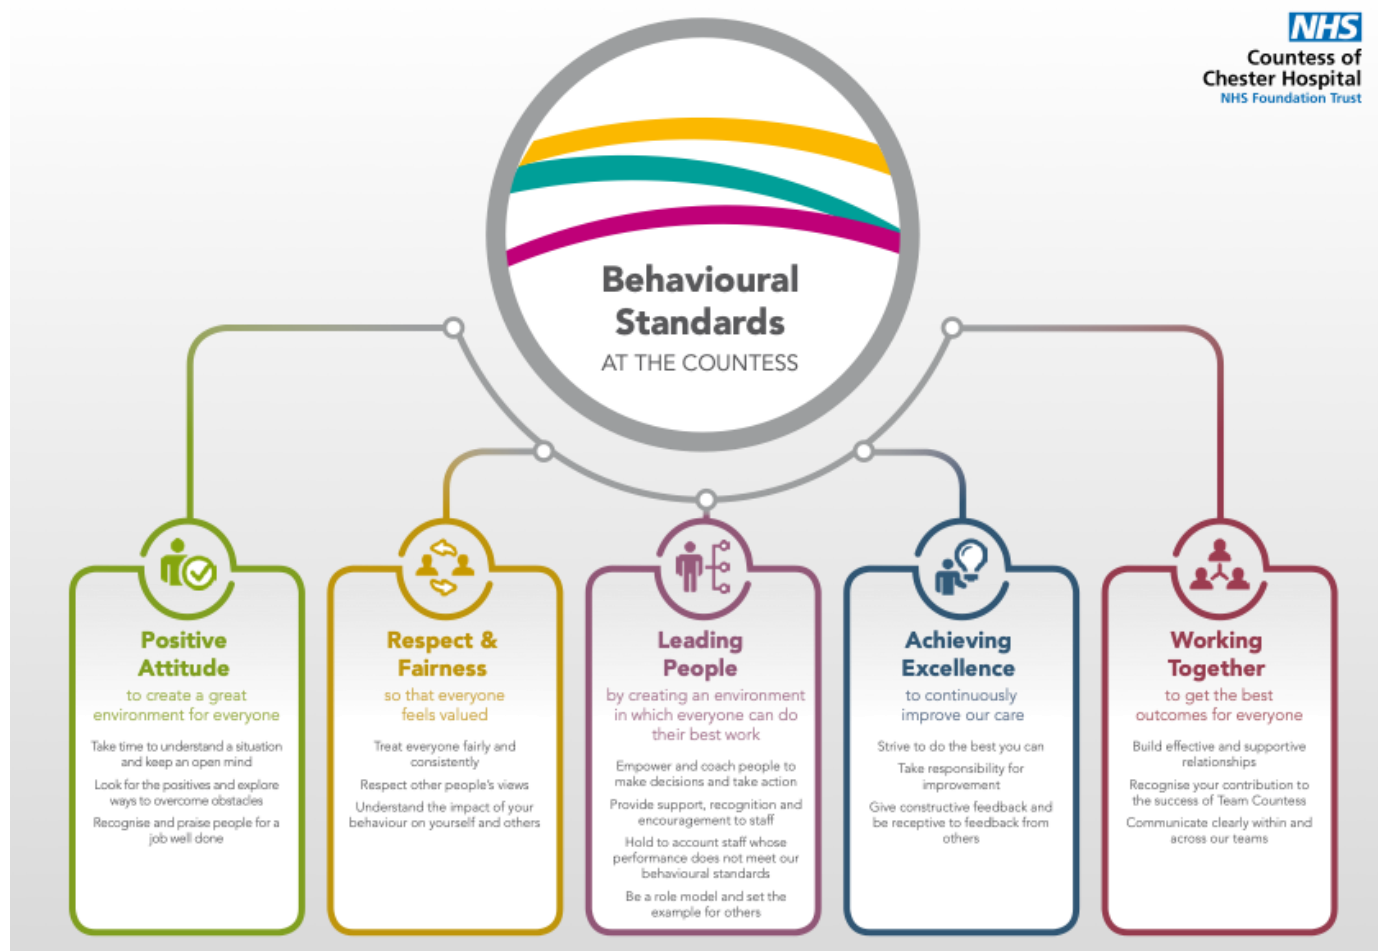 NHS
Countess of
Chester Hospital
NHS Foundation Trust
Behavioural
Standards
AT THE COUNTESS
Positive
Attitude
to create a great
environment for everyone
Take time to understand a situation
and keep an open mind
Look for the positives and explore
ways to overcome obstacles
Recognise and praise people for a
job well done
Respect &
Fairness
so that everyone
feels valued
Treat everyone fairly and
consistently
Respect other people's views
Understand the impact of your
behaviour on yourself and others
Leading
People
by creating an environment
in which everyone can do
their best work
Empower and coach people to
make decisions and take action
Provide support, recognition and
encouragement to staff
Hold to account staff whose
performance does not meet our
behavioural standards
Be a role model and set the
example for others
Achieving
Excellence
to continuously
improve our care
Strive to do the best you can
Take responsibility for
improvement
Give constructive feedback and
be receptive to feedback from
others
Working
Together
to get the best
outcomes for everyone
Build effective and supportive
relationships
Recognise your contribution to
the success of Team Countess
Communicate clearly within and
across our teams